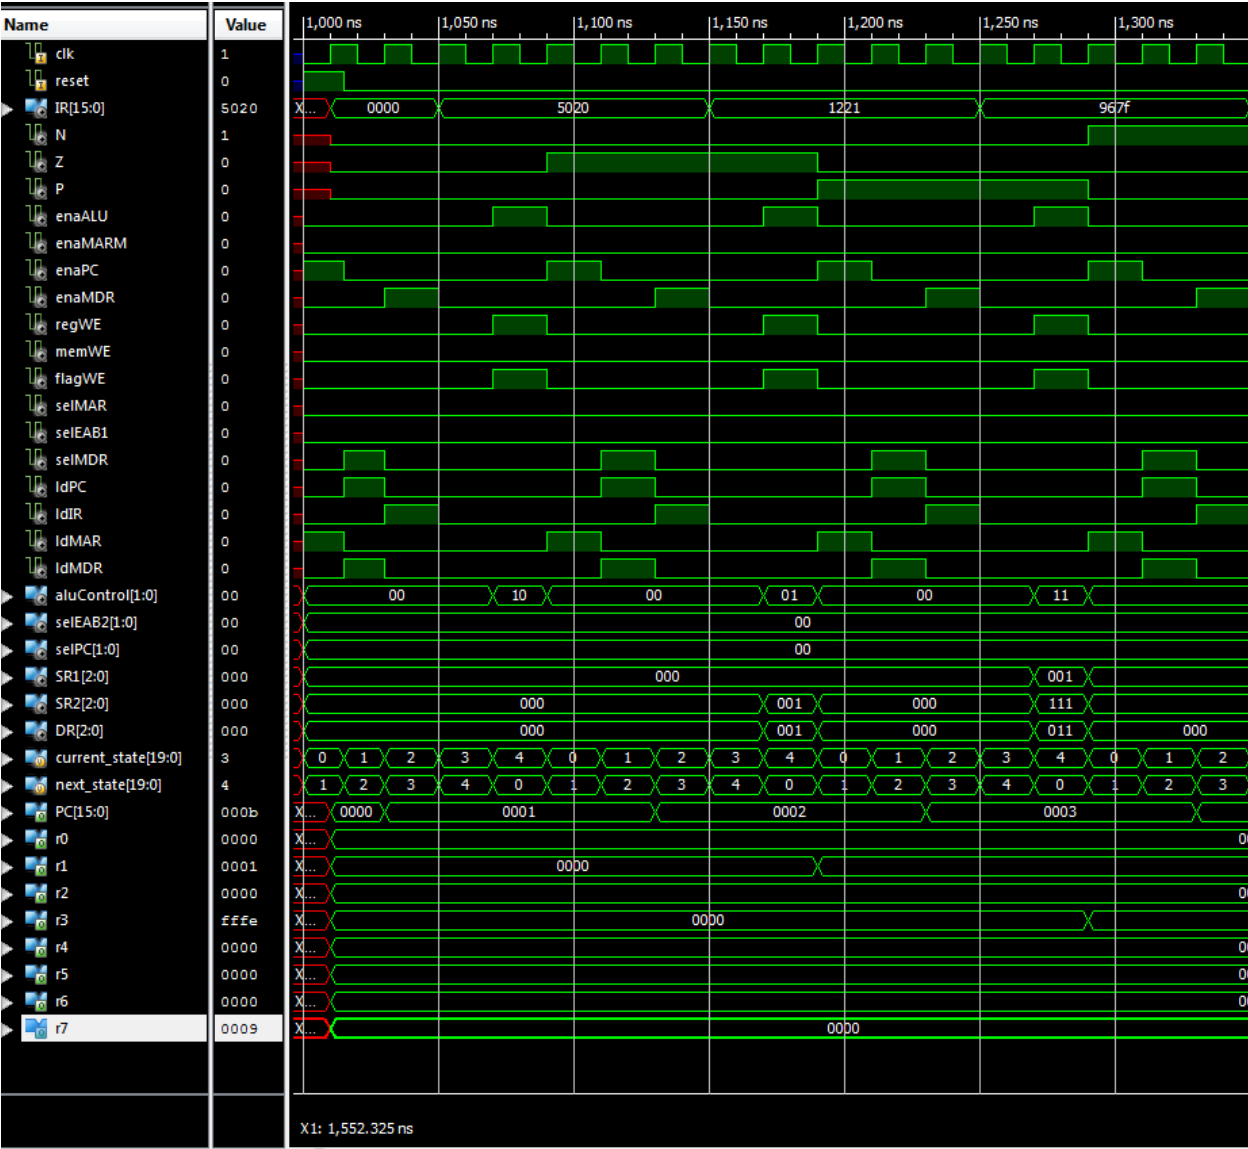 Name Value 1,000 ns 1,050 ns 1,100 ns 1,150 ns 1,200 ns 1,250 ns 1,300 ns
clk 1
reset 0
IR[15:0] 5020 X... 0000 5020 1221 967f
N 1
Z 0
P 0
enaALU 0
enaMARM 0
enaPC 0
enaMDR 0
regWE 0
memWE 0
flagWE 0
selMAR 0
selEAB1 0
selMDR 0
ldPC 0
ldIR 0
ldMAR 0
ldMDR 0
aluControl[1:0] 00 00 10 00 01 00 11
selEAB2[1:0] 00 00
selPC[1:0] 00 00
SR1[2:0] 000 000 001
SR2[2:0] 000 000 001 000 111
DR[2:0] 000 000 001 000 011 000
current_state[19:0] 3 0 1 2 3 4 0 1 2 3 4 0 1 2 3 4 0 1 2
next_state[19:0] 4 1 2 3 4 0 1 2 3 4 0 1 2 3 4 0 1 2 3
PC[15:0] 000b X... 0000 0001 0002 0003
r0 0000 X... 0
r1 0001 X... 0000
r2 0000 X... 0
r3 fffe X... 0000
r4 0000 X... 0
r5 0000 X... 0
r6 0000 X... 0
r7 0009 X... 0000
X1: 1,552.325 ns